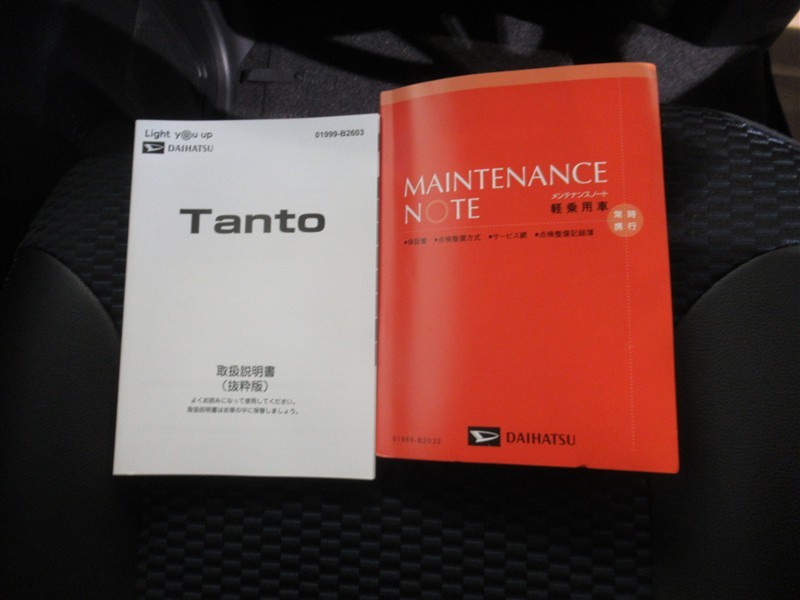 Light you up
01999-B2603
DAIHATSU
Tanto
取扱説明書
(抜粋版)
よくお読みになって使用してください。
取扱説明書はお車の中に保管しましょう。
MAINTENANCE
NOTE
メンテナンスノート
軽乗用車
常時
携行
●保証書 ●点検整備方式 ●サービス網 ●点検整備記録簿
DAIHATSU